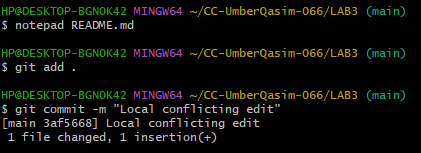 HP@DESKTOP-BGNOK42 MINGW64 ~/CC-UmberQasim-066/LAB3 (main)
$ notepad README.md
HP@DESKTOP-BGNOK42 MINGW64 ~/CC-UmberQasim-066/LAB3 (main)
$ git add .
HP@DESKTOP-BGNOK42 MINGW64 ~/CC-UmberQasim-066/LAB3 (main)
$ git commit -m "Local conflicting edit"
[main 3af5668] Local conflicting edit
 1 file changed, 1 insertion(+)